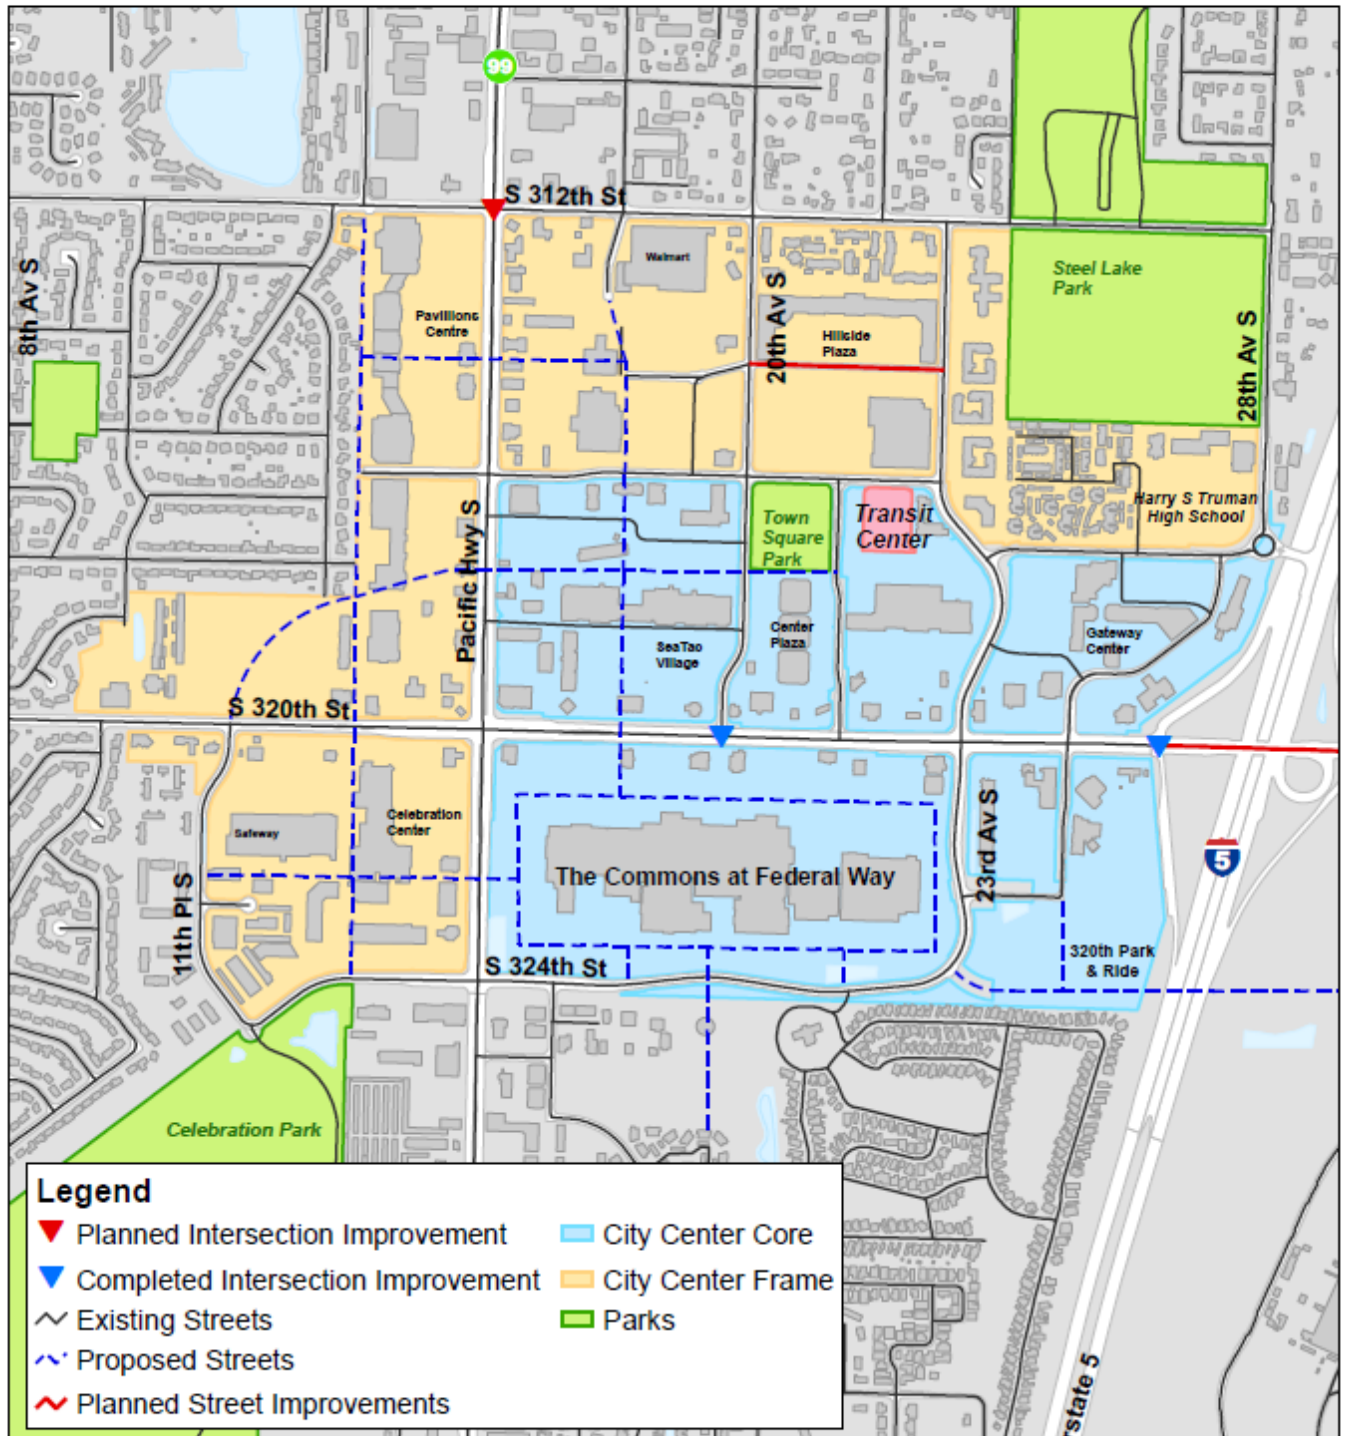 99
S 312th St
Walmart
Steel Lake
Park
8th Av S
Pavillions
Centre
20th Av S
Hillside
Plaza
28th Av S
Harry S Truman
High School
Town
Square
Park
Transit
Center
Pacific Hwy S
SeaTac
Village
Center
Plaza
Gateway
Center
S 320th St
Safeway
Celebration
Center
The Commons at Federal Way
23rd Av S
5
11th Pl S
S 324th St
320th Park
& Ride
Celebration Park
rstate 5
Legend
Planned Intersection Improvement
Completed Intersection Improvement
Existing Streets
Proposed Streets
Planned Street Improvements
City Center Core
City Center Frame
Parks